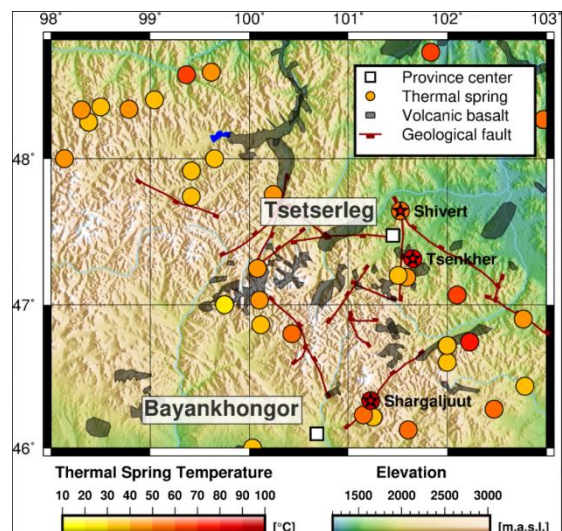 98° 99° 100° 101° 102° 103°
Province center
Thermal spring
Volcanic basalt
Geological fault
48°
Tsetserleg
Shivert
Tsenkher
47°
Shargaljuut
Bayankhongor
46°
Thermal Spring Temperature Elevation
10 20 30 40 50 60 70 80 90 100 [°C]
1200 2000 3000 [m.a.s.l.]